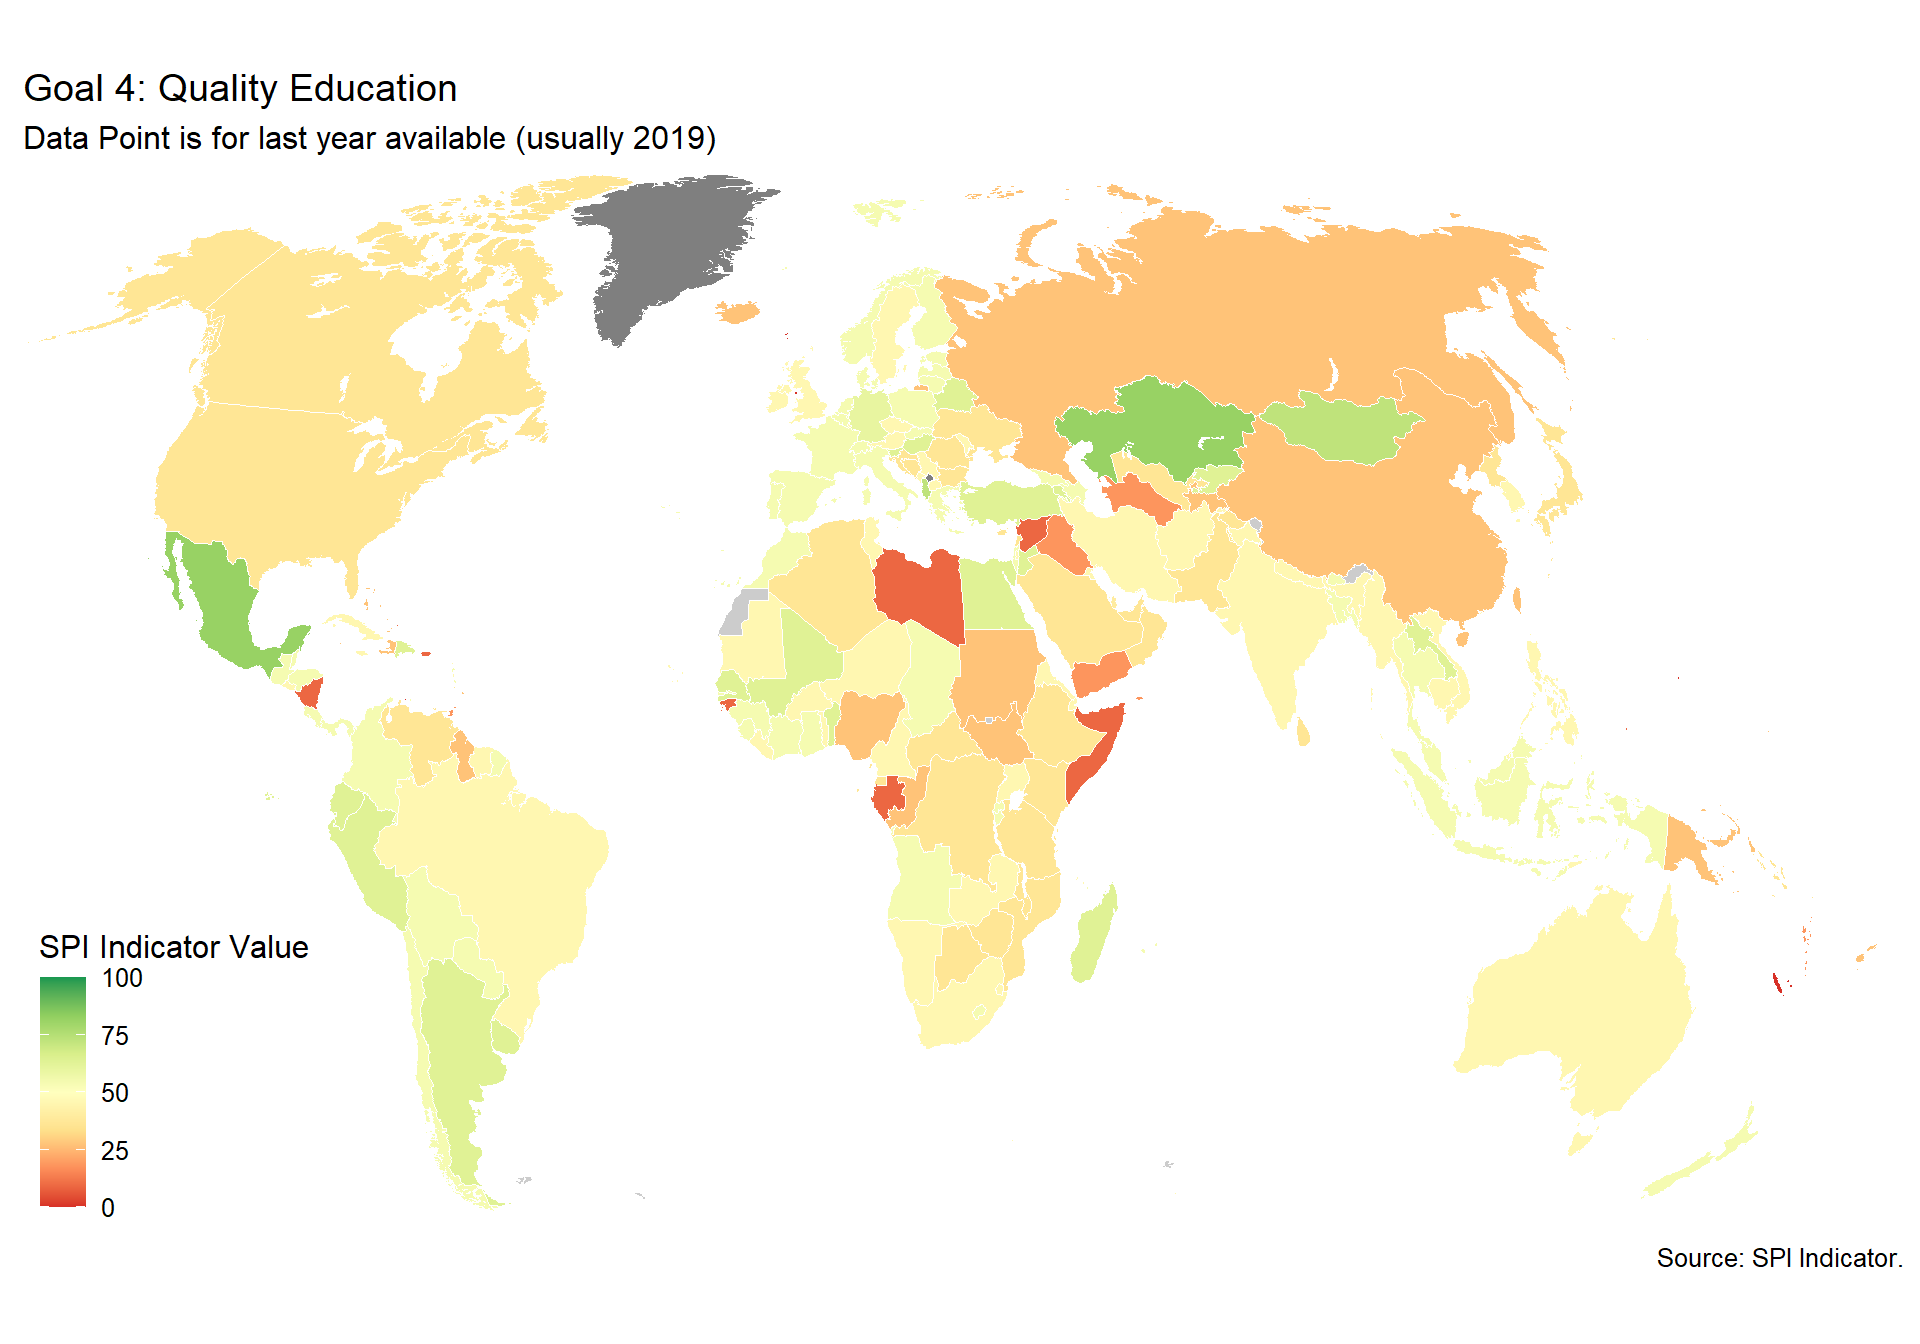 Goal 4: Quality Education
Data Point is for last year available (usually 2019)
SPI Indicator Value
100
75
50
25
0
Source: SPI Indicator.